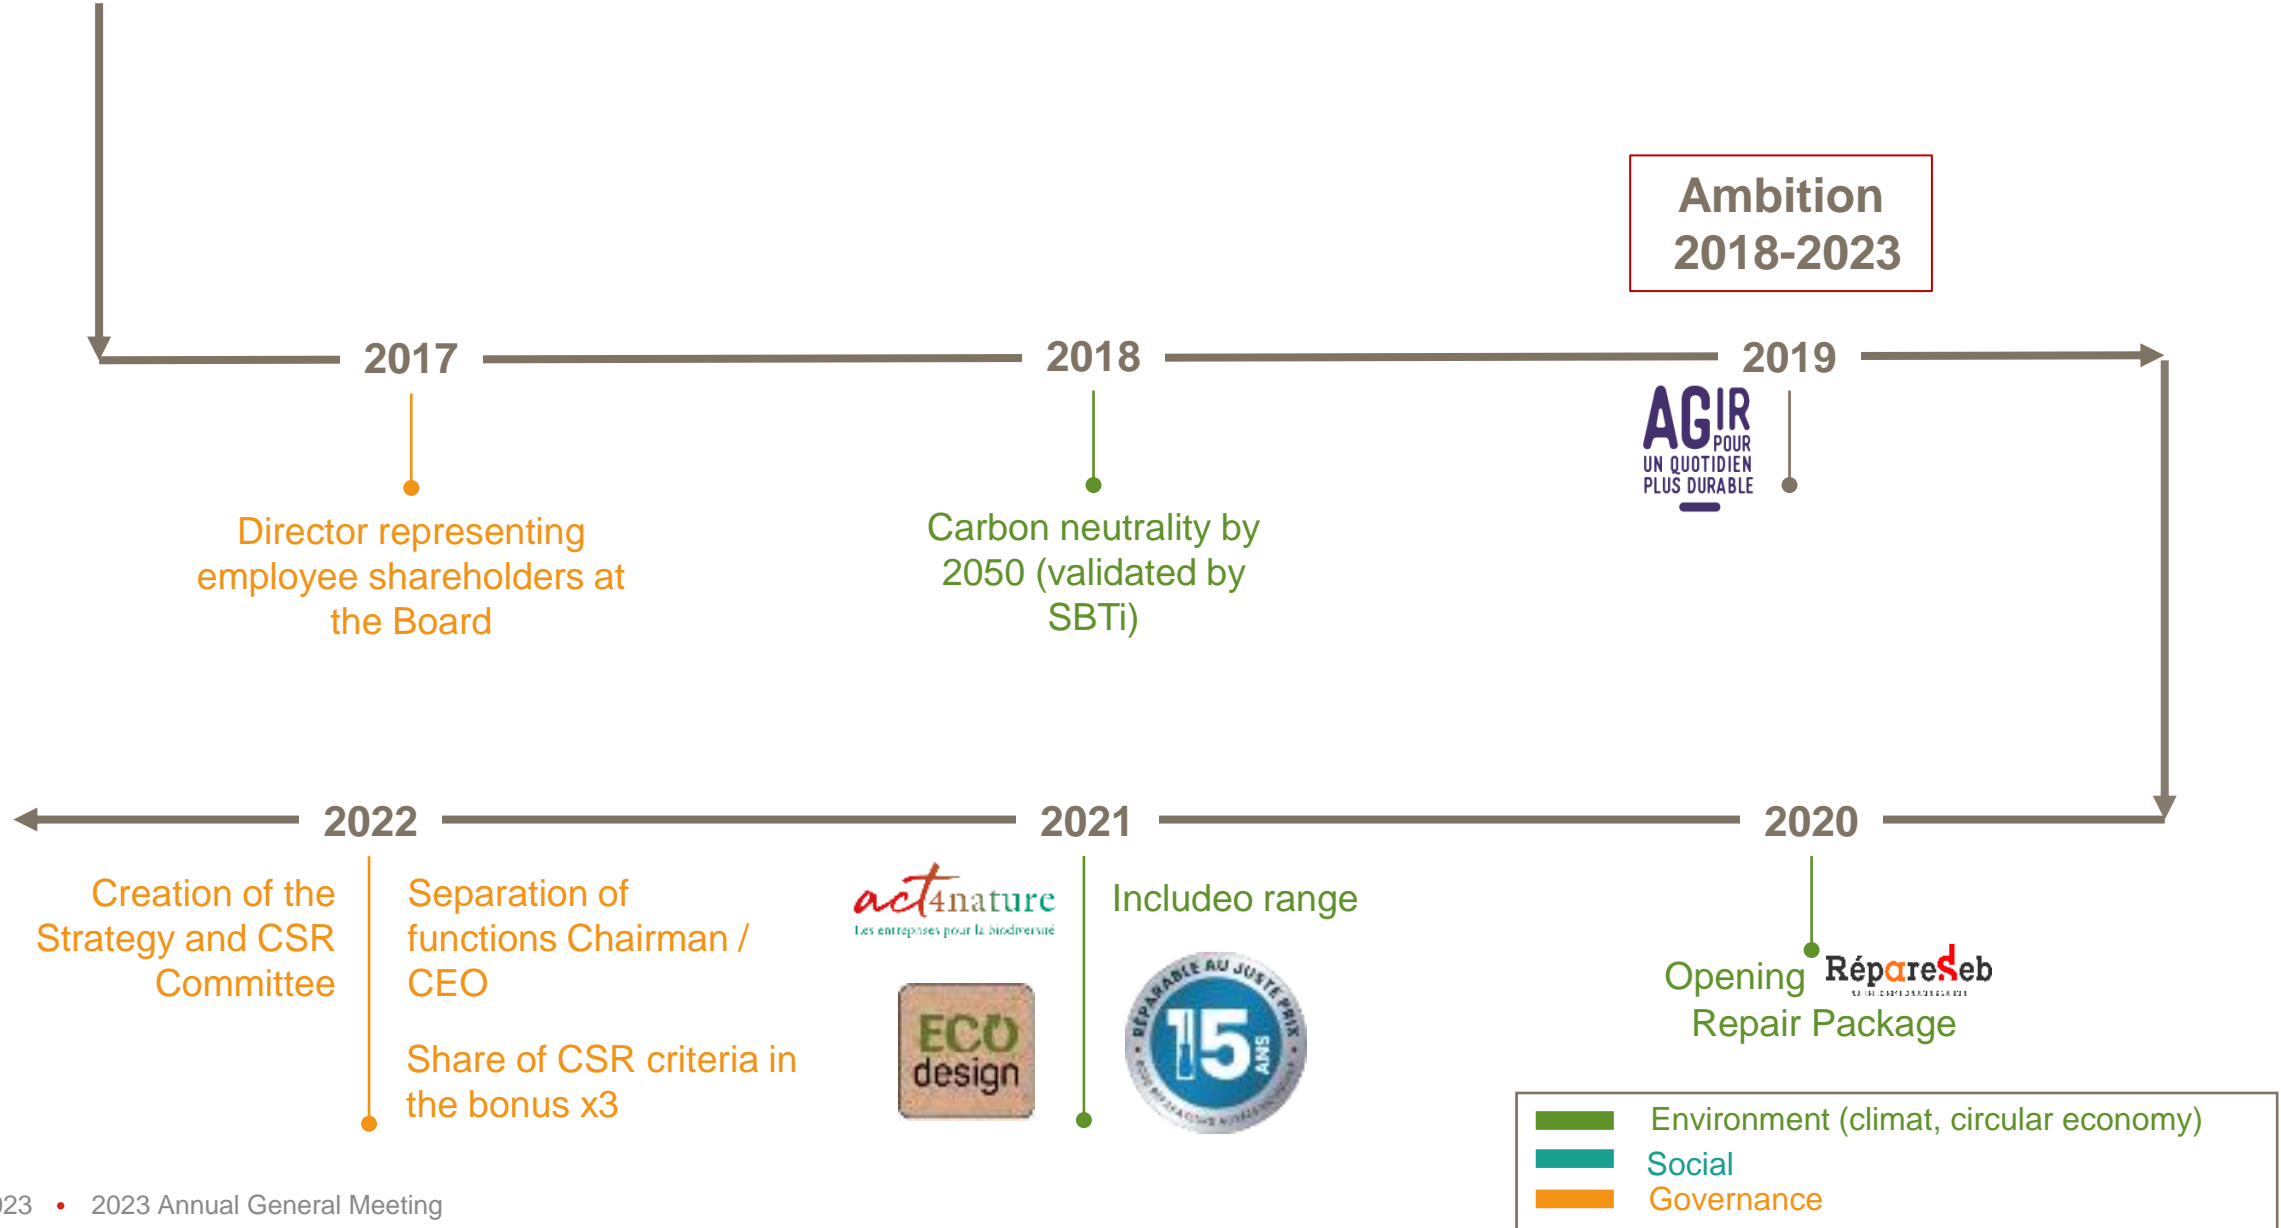 Ambition
2018-2023
2017
2018
2019
AGIR
POUR
UN QUOTIDIEN
PLUS DURABLE
Director representing
employee shareholders at
the Board
Carbon neutrality by
2050 (validated by
SBTi)
2022
2021
2020
Creation of the
Strategy and CSR
Committee
Separation of
functions Chairman /
CEO
Share of CSR criteria in
the bonus x3
act4nature
Les entreprises pour la biodiversité
ECO
design
Includeo range
RÉPARABLE AU JUSTE PRIX
15
ANS
Opening
RépareSeb
Repair Package
Environment (climat, circular economy)
Social
Governance
023 • 2023 Annual General Meeting